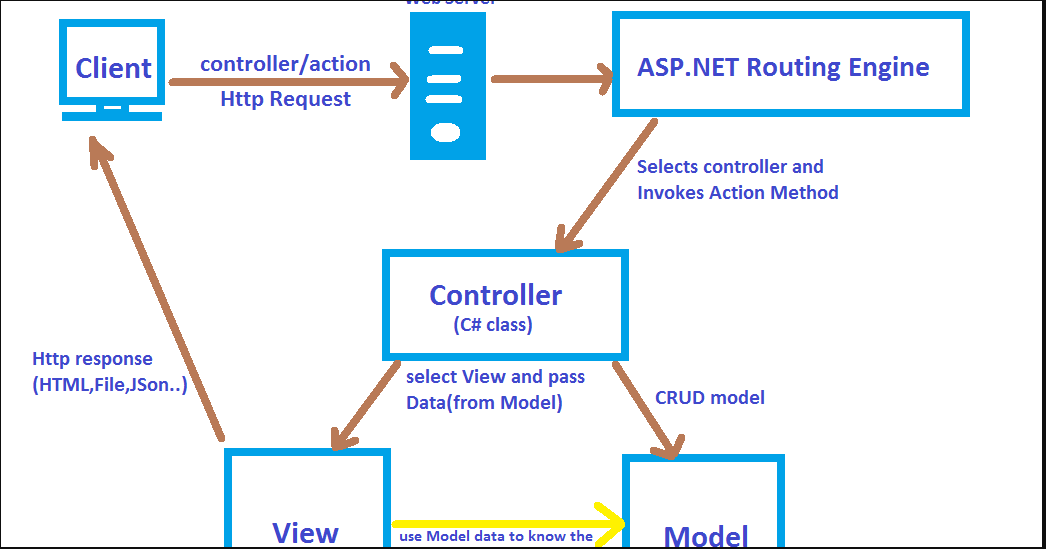 Web Server
Client
controller/action
Http Request
ASP.NET Routing Engine
Selects controller and
Invokes Action Method
Controller
(C# class)
Http response
(HTML,File,JSon..)
select View and pass
Data(from Model)
CRUD model
View
use Model data to know the
Model